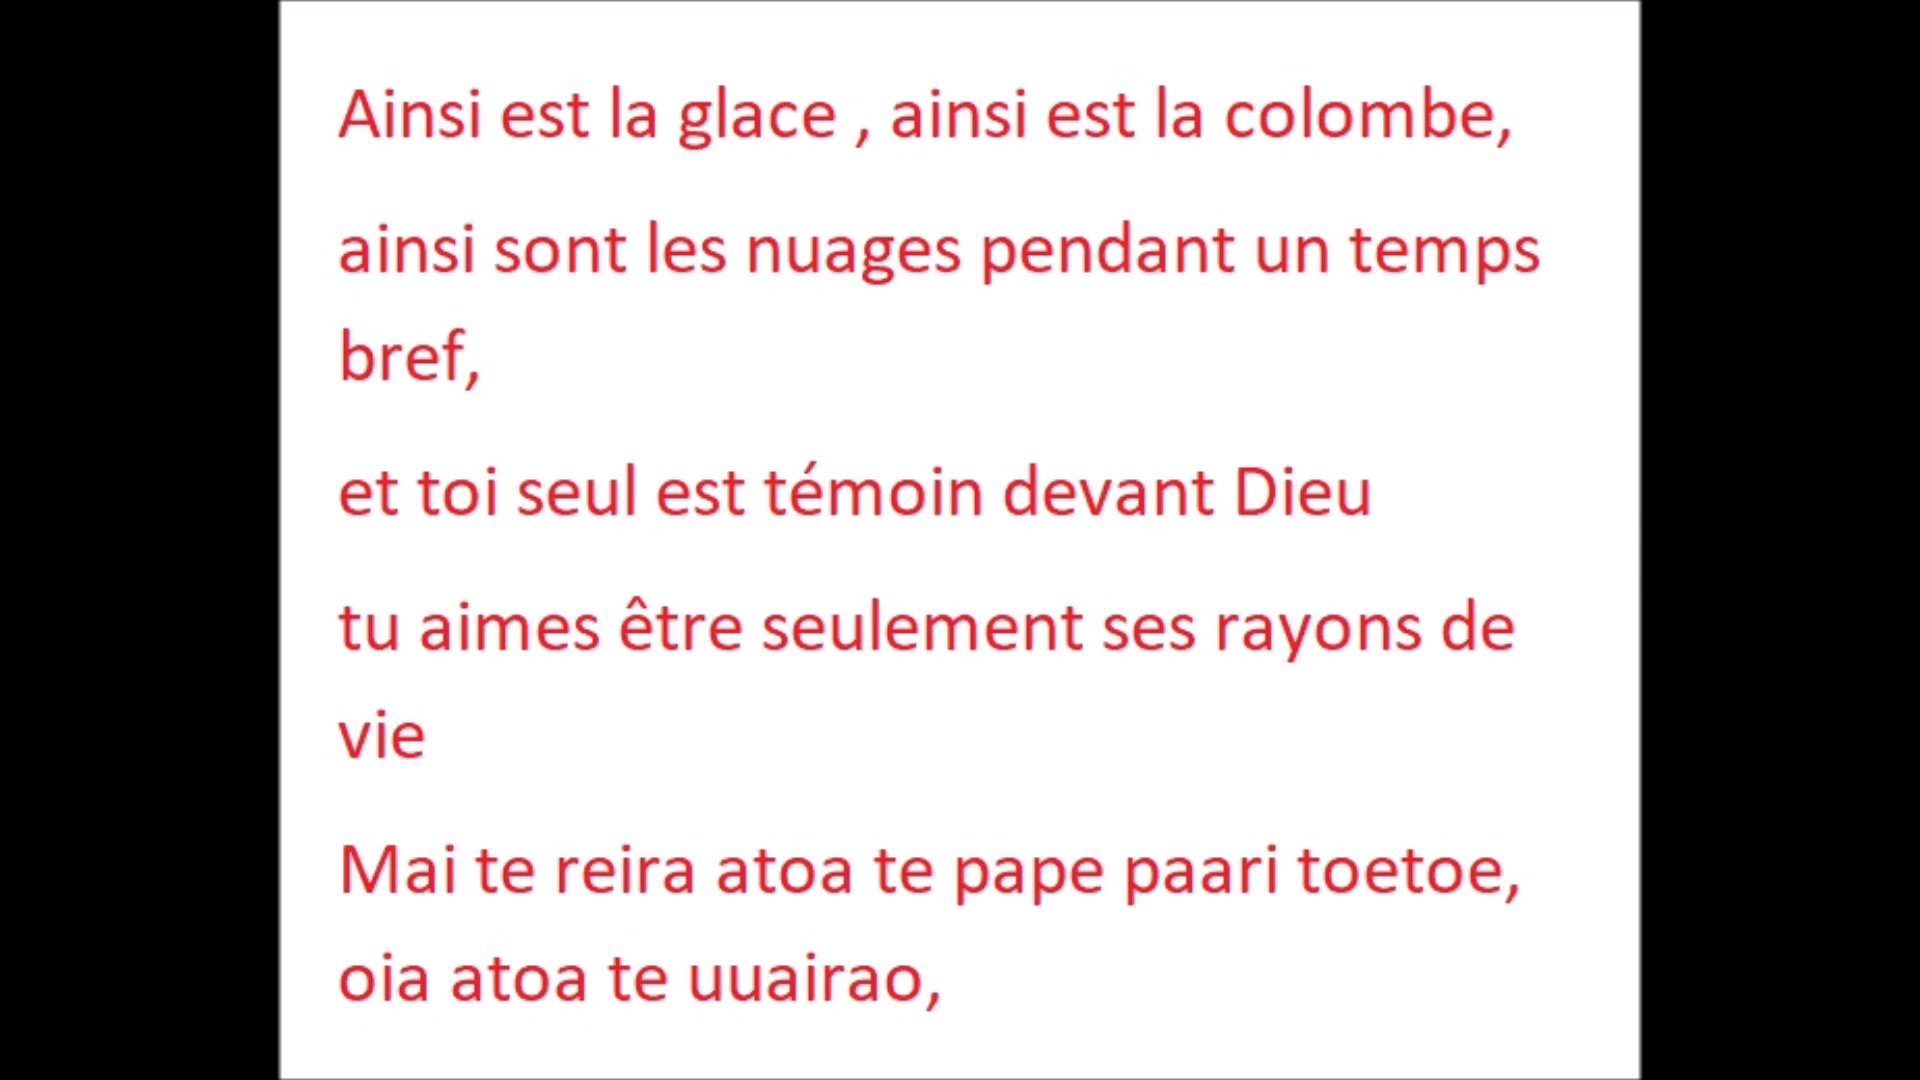 Ainsi est la glace , ainsi est la colombe,
ainsi sont les nuages pendant un temps
bref,
et toi seul est témoin devant Dieu
tu aimes être seulement ses rayons de
vie
Mai te reira atoa te pape paari toetoe,
oia atoa te uuairao,